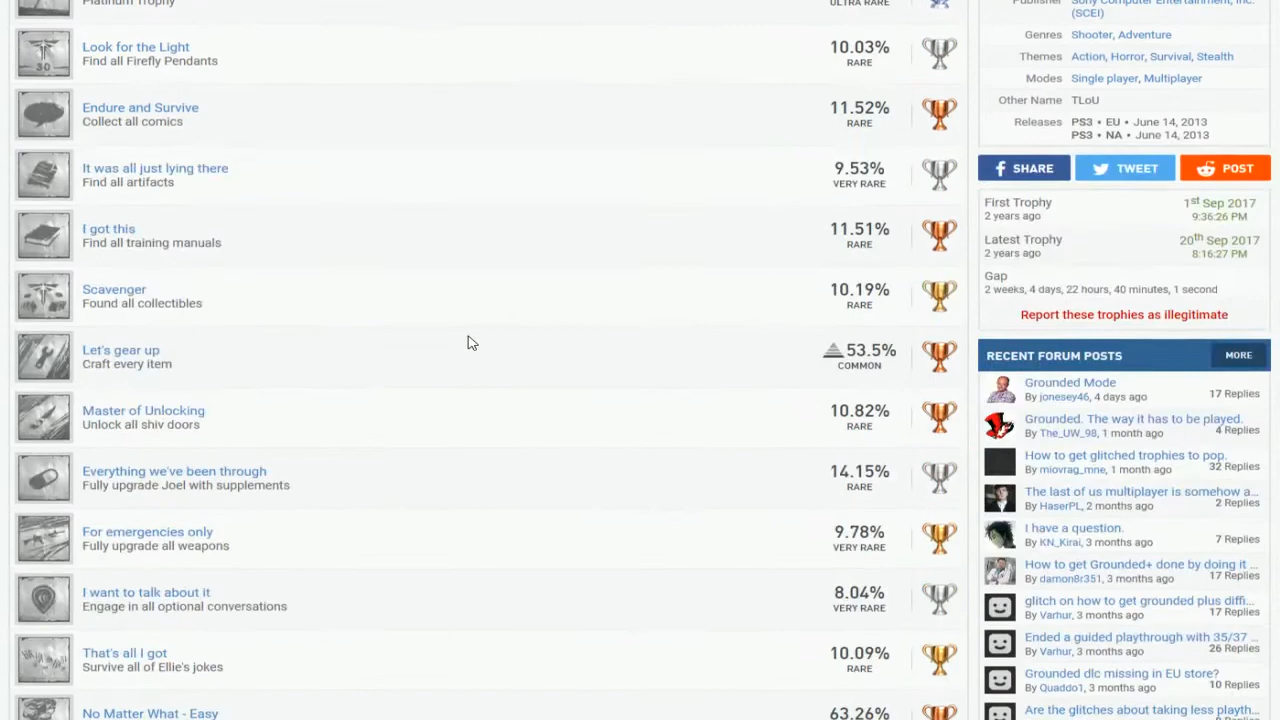 Platinum Trophy
ULTRA RARE
Look for the Light
Find all Firefly Pendants
10.03%
RARE
30
Endure and Survive
Collect all comics
11.52%
RARE
It was all just lying there
Find all artifacts
9.53%
VERY RARE
I got this
Find all training manuals
11.51%
RARE
Scavenger
Found all collectibles
10.19%
RARE
Let's gear up
Craft every item
53.5%
COMMON
Master of Unlocking
Unlock all shiv doors
10.82%
RARE
Everything we've been through
Fully upgrade Joel with supplements
14.15%
RARE
For emergencies only
Fully upgrade all weapons
9.78%
VERY RARE
I want to talk about it
Engage in all optional conversations
8.04%
VERY RARE
That's all I got
Survive all of Ellie's jokes
10.09%
RARE
No Matter What - Easy
63.26%
Publisher Sony Computer Entertainment, Inc.
(SCEI)
Genres Shooter, Adventure
Themes Action, Horror, Survival, Stealth
Modes Single player, Multiplayer
Other Name TLoU
Releases PS3 • EU • June 14, 2013
PS3 • NA • June 14, 2013
SHARE TWEET POST
First Trophy 1st Sep 2017
2 years ago 9:36:26 PM
Latest Trophy 20th Sep 2017
2 years ago 8:16:27 PM
Gap
2 weeks, 4 days, 22 hours, 40 minutes, 1 second
Report these trophies as illegitimate
RECENT FORUM POSTS MORE
Grounded Mode
By jonesey46, 4 days ago 17 Replies
Grounded. The way it has to be played.
By The_UW_98, 1 month ago 4 Replies
How to get glitched trophies to pop.
By miovrag_mne, 1 month ago 32 Replies
The last of us multiplayer is somehow a...
By HaserPL, 2 months ago 2 Replies
I have a question.
By KN_Kirai, 3 months ago 7 Replies
How to get Grounded+ done by doing it ...
By damon8r351, 3 months ago 17 Replies
glitch on how to get grounded plus diffi...
By Varhur, 3 months ago 17 Replies
Ended a guided playthrough with 35/37 ...
By Varhur, 3 months ago 26 Replies
Grounded dlc missing in EU store?
By Quaddo1, 3 months ago 10 Replies
Are the glitches about taking less playth...